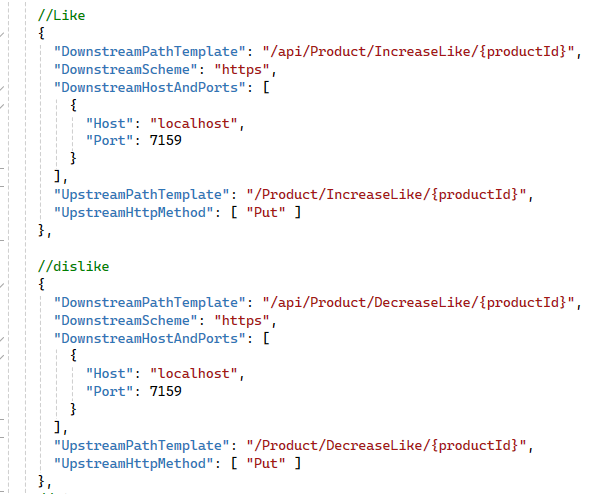 //Like
{
"DownstreamPathTemplate": "/api/Product/IncreaseLike/{productId}",
"DownstreamScheme": "https",
"DownstreamHostAndPorts": [
{
"Host": "localhost",
"Port": 7159
}
],
"UpstreamPathTemplate": "/Product/IncreaseLike/{productId}",
"UpstreamHttpMethod": [ "Put" ]
},
//dislike
{
"DownstreamPathTemplate": "/api/Product/DecreaseLike/{productId}",
"DownstreamScheme": "https",
"DownstreamHostAndPorts": [
{
"Host": "localhost",
"Port": 7159
}
],
"UpstreamPathTemplate": "/Product/DecreaseLike/{productId}",
"UpstreamHttpMethod": [ "Put" ]
},